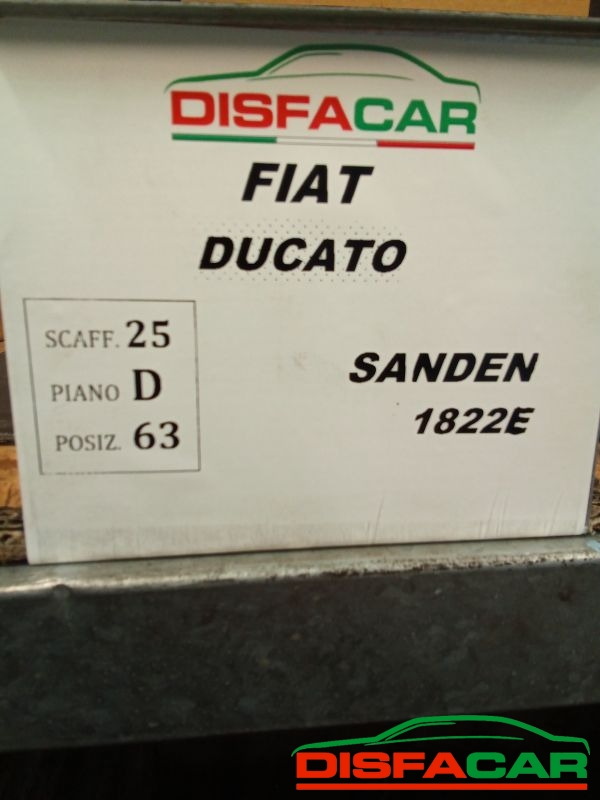 DISFACAR
FIAT
DUCATO
SCAFF. 25
PIANO D
POSIZ. 63
SANDEN
1822E
DISFACAR